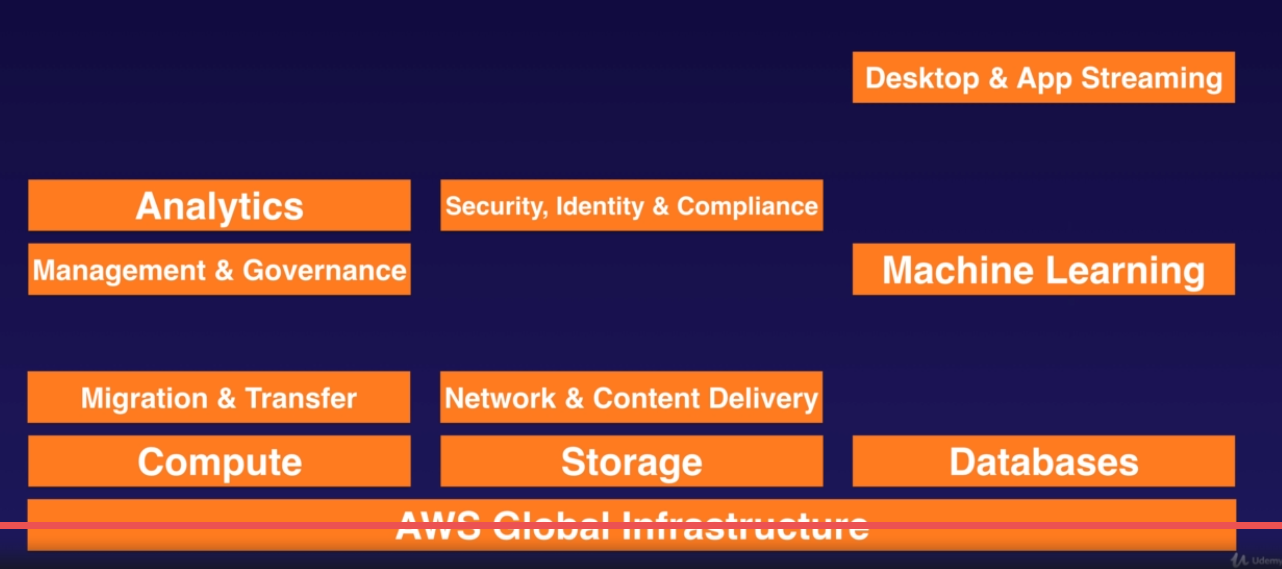 Desktop & App Streaming
Analytics
Security, Identity & Compliance
Management & Governance
Machine Learning
Migration & Transfer
Network & Content Delivery
Compute
Storage
Databases
AWS Global Infrastructure